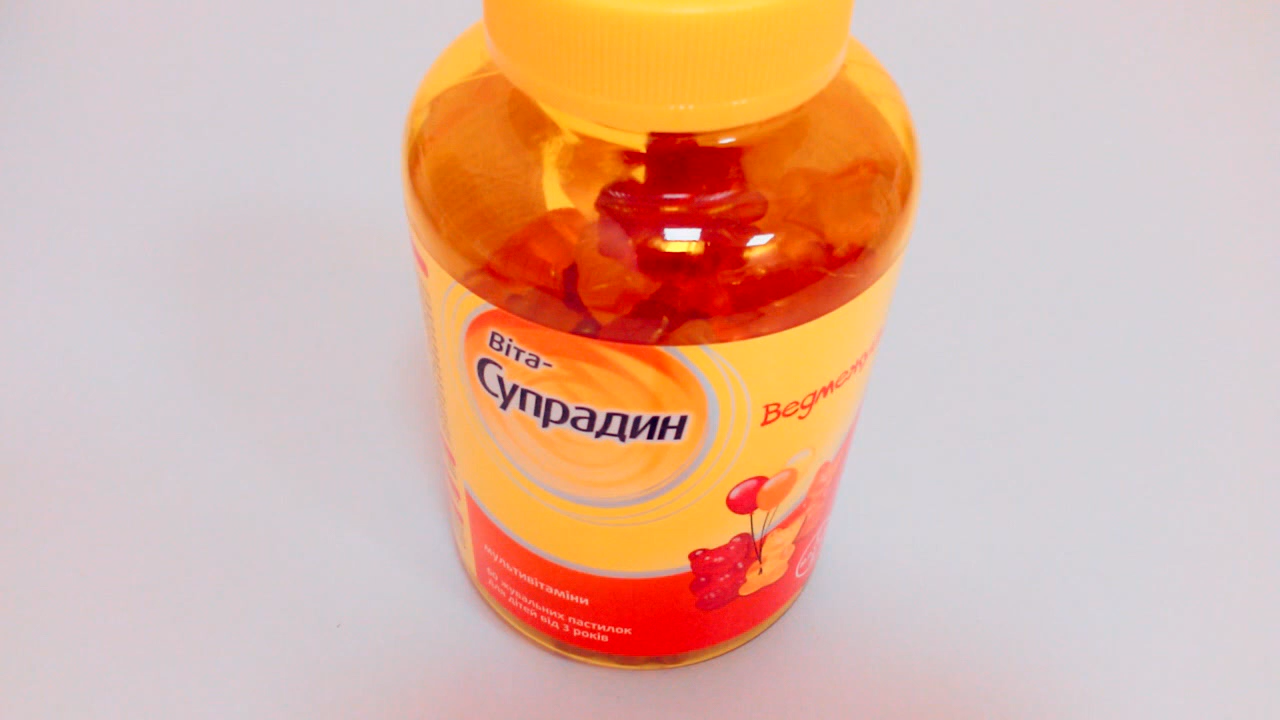 Віта-
Супрадин
мультивітаміни
60 жувальних пастилок
для дітей від 3 років